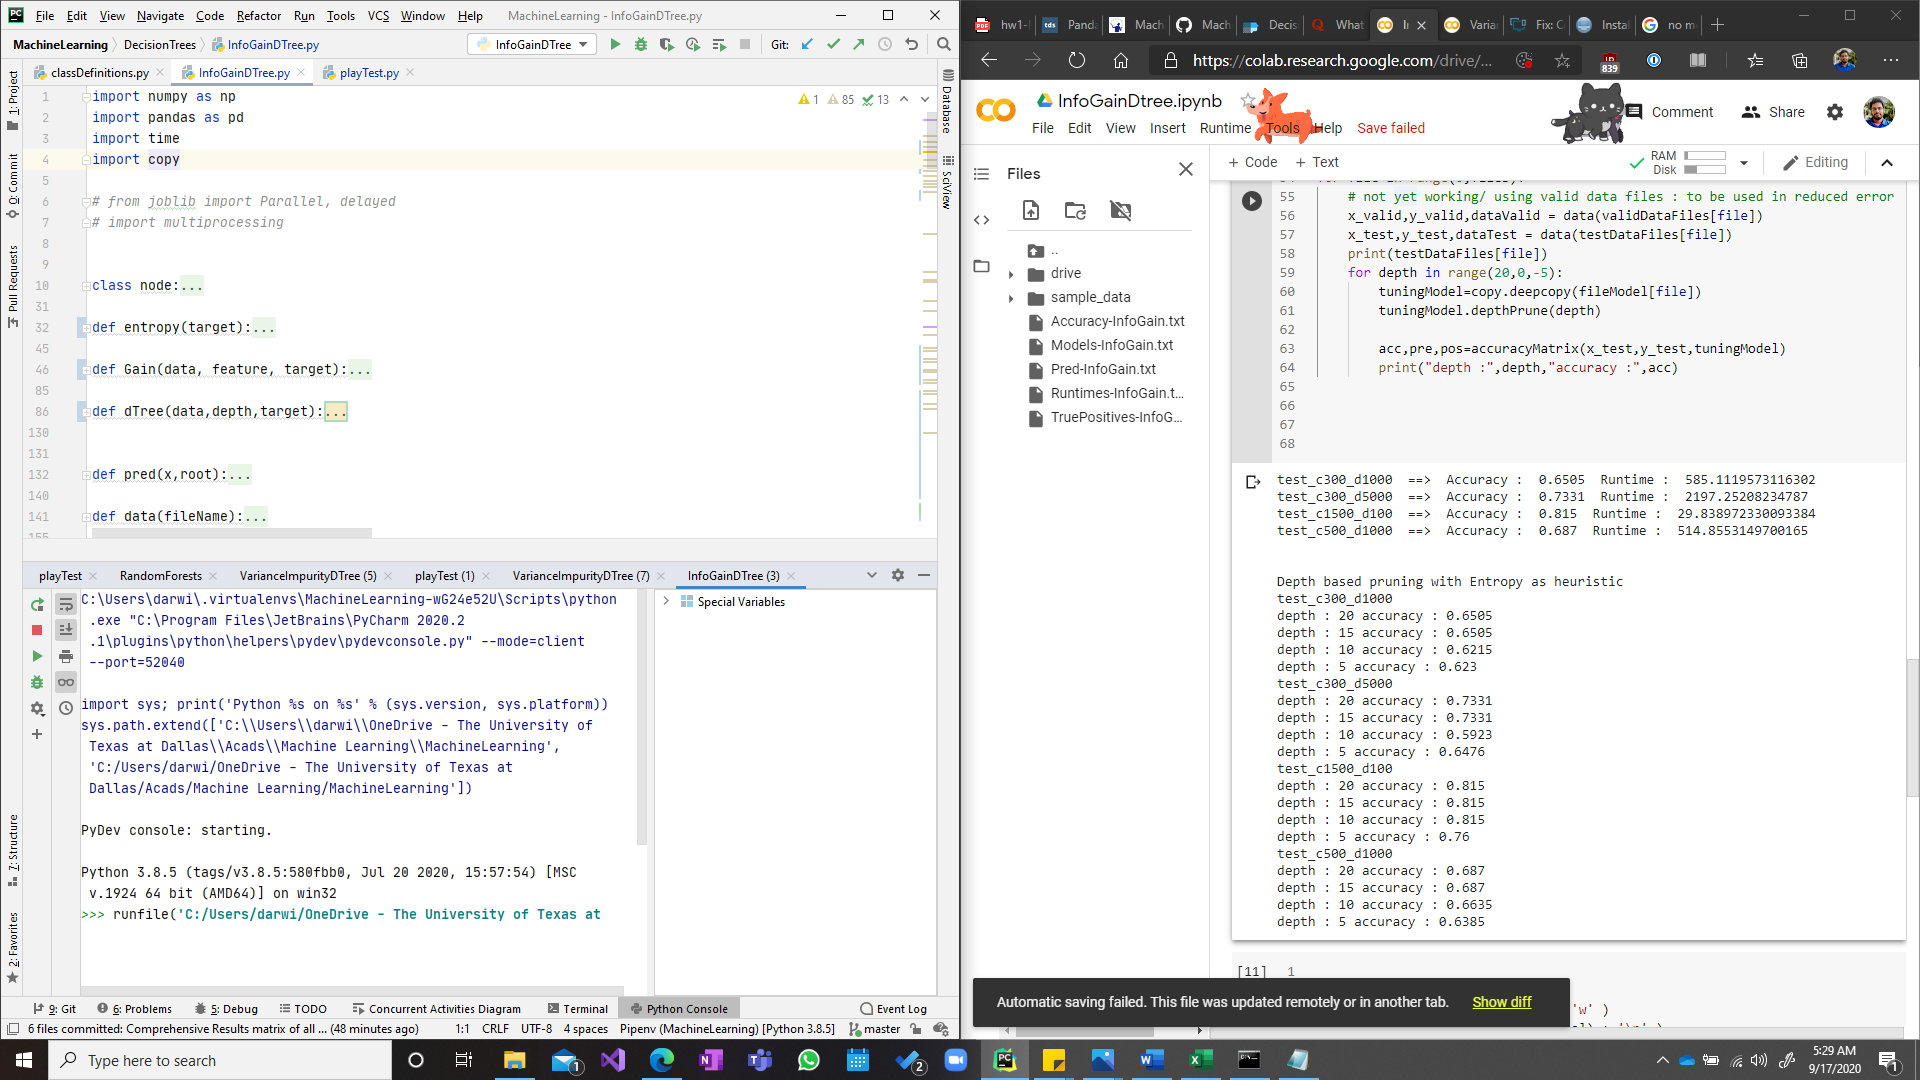 File Edit View Navigate Code Refactor Run Tools VCS Window Help MachineLearning - InfoGainDTree.py
MachineLearning DecisionTrees InfoGainDTree.py InfoGainDTree Git:
classDefinitions.py InfoGainDTree.py playTest.py
1: Project
0: Commit
Pull Requests
7: Structure
2: Favorites
Database
SciView
1 85 13
1 import numpy as np
2 import pandas as pd
3 import time
4 import copy
5
6 # from joblib import Parallel, delayed
7 # import multiprocessing
8
9
10 class node:...
31
32 def entropy(target):...
45
46 def Gain(data, feature, target):...
85
86 def dTree(data,depth,target):...
130
131
132 def pred(x,root):...
140
141 def data(fileName):...
155
playTest RandomForests VarianceImpurityDTree (5) playTest (1) VarianceImpurityDTree (7) InfoGainDTree (3)
C:\Users\darwi\.virtualenvs\MachineLearning-wG24e52U\Scripts\python
.exe "C:\Program Files\JetBrains\PyCharm 2020.2
.1\plugins\python\helpers\pydev\pydevconsole.py" --mode=client
--port=52040
import sys; print('Python %s on %s' % (sys.version, sys.platform))
sys.path.extend(['C:\\Users\\darwi\\OneDrive - The University of
Texas at Dallas\\Acads\\Machine Learning\\MachineLearning',
'C:/Users/darwi/OneDrive - The University of Texas at
Dallas/Acads/Machine Learning/MachineLearning'])
PyDev console: starting.
Python 3.8.5 (tags/v3.8.5:580fbb0, Jul 20 2020, 15:57:54) [MSC
v.1924 64 bit (AMD64)] on win32
>>> runfile('C:/Users/darwi/OneDrive - The University of Texas at
Special Variables
9: Git 6: Problems 5: Debug TODO Concurrent Activities Diagram Terminal Python Console Event Log
6 files committed: Comprehensive Results matrix of all ... (48 minutes ago) 1:1 CRLF UTF-8 4 spaces Pipenv (MachineLearning) [Python 3.8.5] master
hw1- Panda Mach Mach Decis What I Varia Fix: C Instal no m
https://colab.research.google.com/drive/... 839
InfoGainDtree.ipynb
Comment Share
File Edit View Insert Runtime Tools Help Save failed
+ Code + Text RAM Disk Editing
Files
..
drive
sample_data
Accuracy-InfoGain.txt
Models-InfoGain.txt
Pred-InfoGain.txt
Runtimes-InfoGain.t...
TruePositives-InfoG...
55 # not yet working/ using valid data files : to be used in reduced error
56 x_valid,y_valid,dataValid = data(validDataFiles[file])
57 x_test,y_test,dataTest = data(testDataFiles[file])
58 print(testDataFiles[file])
59 for depth in range(20,0,-5):
60 tuningModel=copy.deepcopy(fileModel[file])
61 tuningModel.depthPrune(depth)
62
63 acc,pre,pos=accuracyMatrix(x_test,y_test,tuningModel)
64 print("depth :",depth,"accuracy :",acc)
65
66
67
68
test_c300_d1000 ==> Accuracy : 0.6505 Runtime : 585.1119573116302
test_c300_d5000 ==> Accuracy : 0.7331 Runtime : 2197.25208234787
test_c1500_d100 ==> Accuracy : 0.815 Runtime : 29.838972330093384
test_c500_d1000 ==> Accuracy : 0.687 Runtime : 514.8553149700165
Depth based pruning with Entropy as heuristic
test_c300_d1000
depth : 20 accuracy : 0.6505
depth : 15 accuracy : 0.6505
depth : 10 accuracy : 0.6215
depth : 5 accuracy : 0.623
test_c300_d5000
depth : 20 accuracy : 0.7331
depth : 15 accuracy : 0.7331
depth : 10 accuracy : 0.5923
depth : 5 accuracy : 0.6476
test_c1500_d100
depth : 20 accuracy : 0.815
depth : 15 accuracy : 0.815
depth : 10 accuracy : 0.815
depth : 5 accuracy : 0.76
test_c500_d1000
depth : 20 accuracy : 0.687
depth : 15 accuracy : 0.687
depth : 10 accuracy : 0.6635
depth : 5 accuracy : 0.6385
[11] 1
'w' )
Automatic saving failed. This file was updated remotely or in another tab. Show diff
Type here to search
5:29 AM
9/17/2020